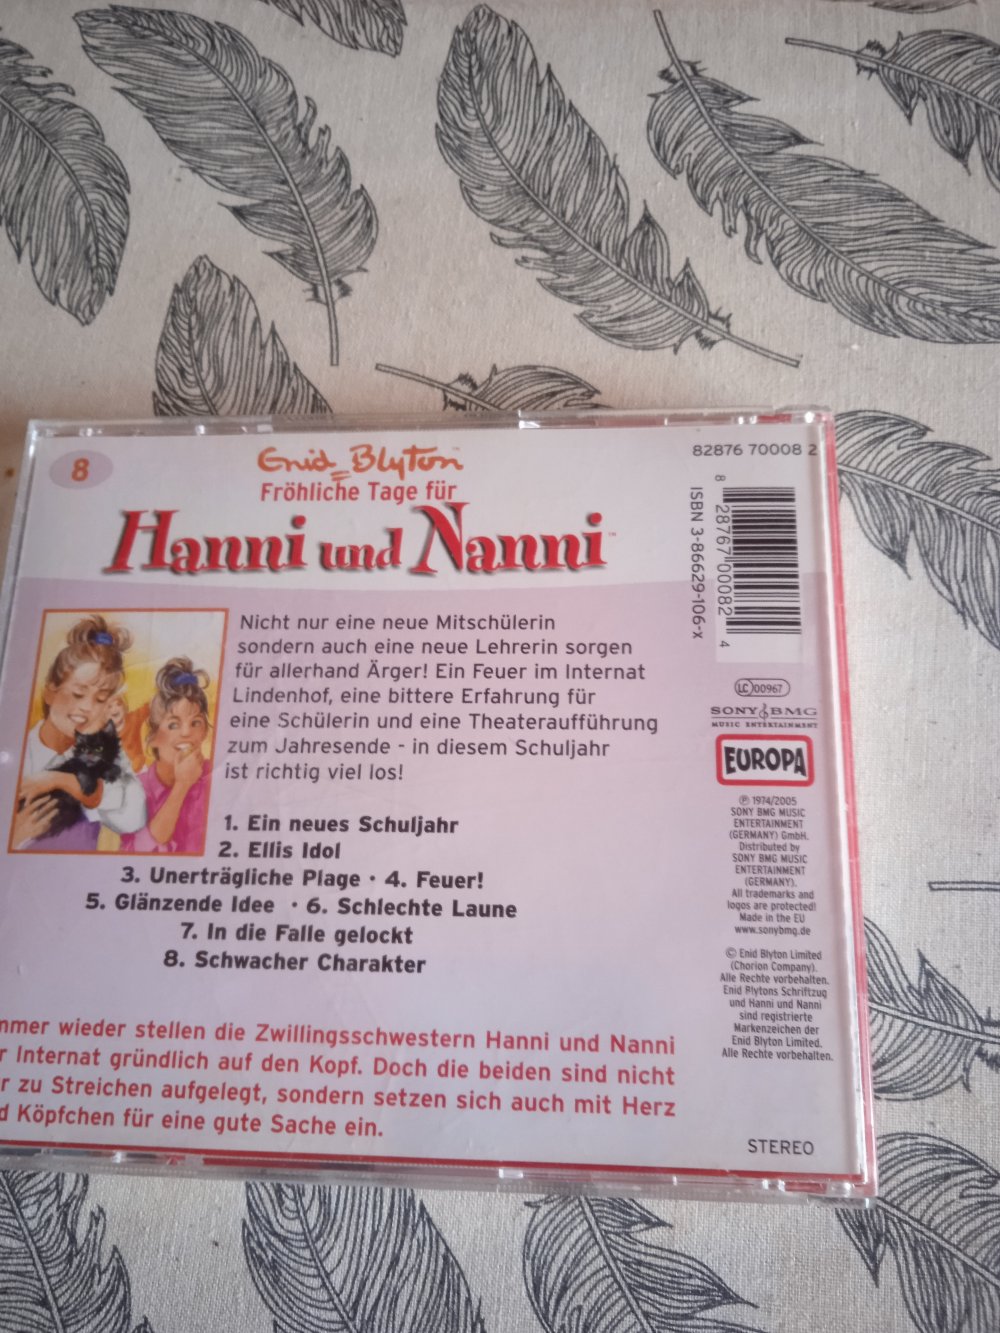 8
Enid Blyton™
Fröhliche Tage für
Hanni und Nanni™
Nicht nur eine neue Mitschülerin
sondern auch eine neue Lehrerin sorgen
für allerhand Ärger! Ein Feuer im Internat
Lindenhof, eine bittere Erfahrung für
eine Schülerin und eine Theateraufführung
zum Jahresende - in diesem Schuljahr
ist richtig viel los!
1. Ein neues Schuljahr
2. Ellis Idol
3. Unerträgliche Plage · 4. Feuer!
5. Glänzende Idee · 6. Schlechte Laune
7. In die Falle gelockt
8. Schwacher Charakter
mmer wieder stellen die Zwillingsschwestern Hanni und Nanni
r Internat gründlich auf den Kopf. Doch die beiden sind nicht
r zu Streichen aufgelegt, sondern setzen sich auch mit Herz
d Köpfchen für eine gute Sache ein.
82876 70008 2
ISBN 3-86629-106-x
8 28767 00082 4
LC 00967
SONY BMG
MUSIC ENTERTAINMENT
EUROPA
℗ 1974/2005
SONY BMG MUSIC
ENTERTAINMENT
(GERMANY) GmbH.
Distributed by
SONY BMG MUSIC
ENTERTAINMENT
(GERMANY).
All trademarks and
logos are protected!
Made in the EU
www.sonybmg.de
© Enid Blyton Limited
(Chorion Company).
Alle Rechte vorbehalten.
Enid Blytons Schriftzug
und Hanni und Nanni
sind registrierte
Markenzeichen der
Enid Blyton Limited.
Alle Rechte vorbehalten.
STEREO